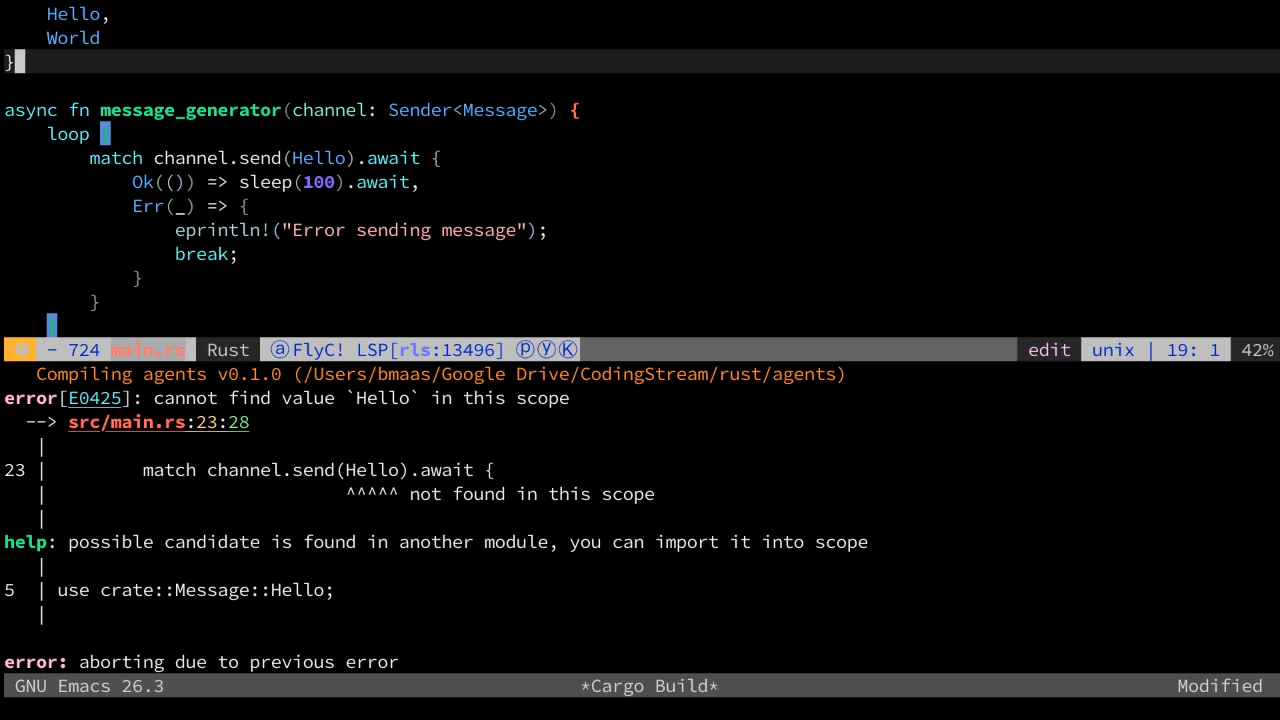 Hello,
    World
}

async fn message_generator(channel: Sender<Message>) {
    loop {
        match channel.send(Hello).await {
            Ok(()) => sleep(100).await,
            Err(_) => {
                eprintln!("Error sending message");
                break;
            }
        }
    }
- 724 main.rs Rust ⓐFlyC! LSP[rls:13496] ⓟⓨⓀ edit unix | 19: 1 42%
   Compiling agents v0.1.0 (/Users/bmaas/Google Drive/CodingStream/rust/agents)
error[E0425]: cannot find value `Hello` in this scope
  --> src/main.rs:23:28
   |
23 |         match channel.send(Hello).await {
   |                            ^^^^^ not found in this scope
   |
help: possible candidate is found in another module, you can import it into scope
   |
5  | use crate::Message::Hello;
   |

error: aborting due to previous error
GNU Emacs 26.3 *Cargo Build* Modified